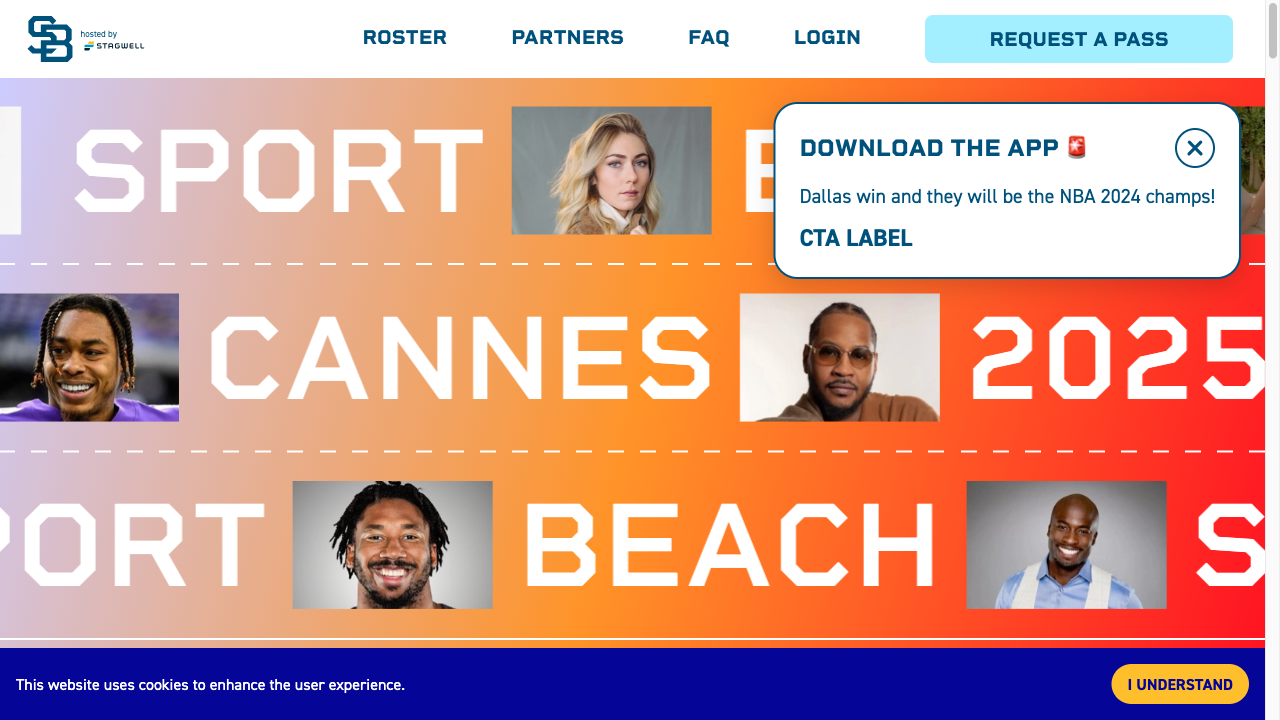 SB
hosted by
STAGWELL
ROSTER
PARTNERS
FAQ
LOGIN
REQUEST A PASS
SPORT
DOWNLOAD THE APP 🚨
Dallas win and they will be the NBA 2024 champs!
CTA LABEL
CANNES
2025
PORT
BEACH
S
This website uses cookies to enhance the user experience.
I UNDERSTAND